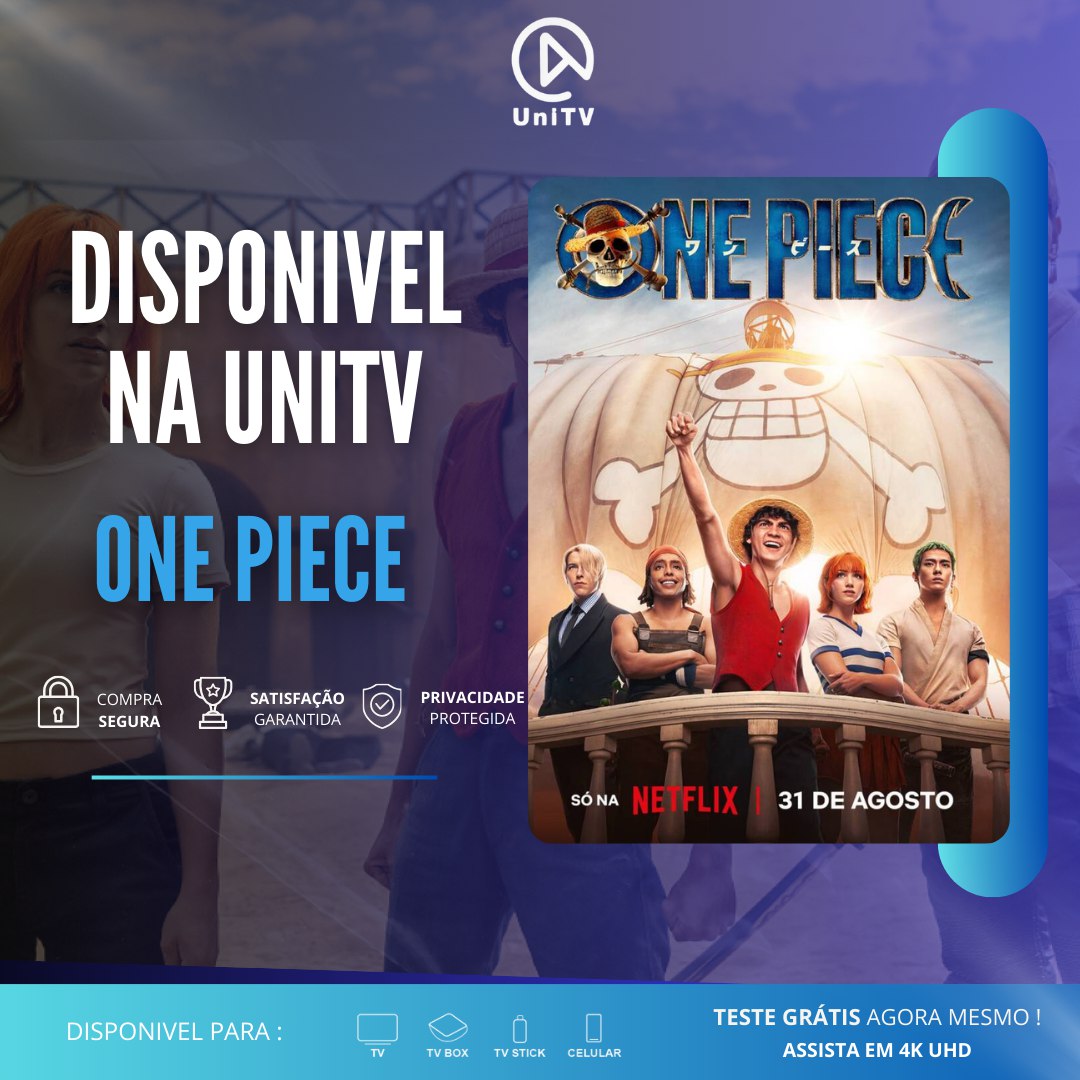 UniTV
DISPONIVEL
NA UNITV
ONE PIECE
COMPRA
SEGURA
SATISFAÇÃO
GARANTIDA
PRIVACIDADE
PROTEGIDA
ONE PIECE
ワンピース
SÓ NA NETFLIX | 31 DE AGOSTO
DISPONIVEL PARA :
TV
TV BOX
TV STICK
CELULAR
TESTE GRÁTIS AGORA MESMO !
ASSISTA EM 4K UHD